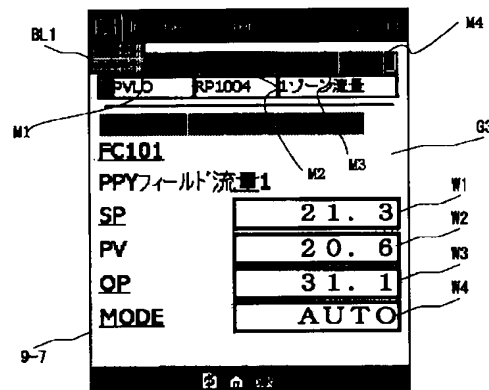 BL1
M4
PVLO RP1004 1ゾーン流量
M1
M2
M3
G3
FC101
PPYフィールド流量1
SP 21.3 W1
PV 20.6 W2
OP 31.1 W3
MODE AUTO W4
9-7